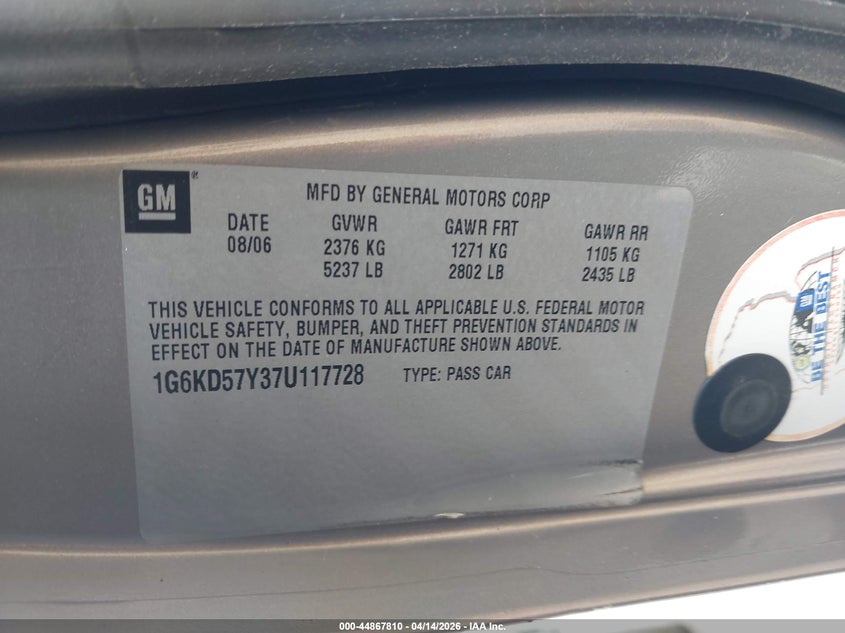 GM®
MFD BY GENERAL MOTORS CORP
DATE GVWR GAWR FRT GAWR RR
08/06 2376 KG 1271 KG 1105 KG
5237 LB 2802 LB 2435 LB
THIS VEHICLE CONFORMS TO ALL APPLICABLE U.S. FEDERAL MOTOR
VEHICLE SAFETY, BUMPER, AND THEFT PREVENTION STANDARDS IN
EFFECT ON THE DATE OF MANUFACTURE SHOWN ABOVE.
1G6KD57Y37U117728 TYPE: PASS CAR
GM
BE THE BEST
000-44867810 - 04/14/2026 - IAA Inc.